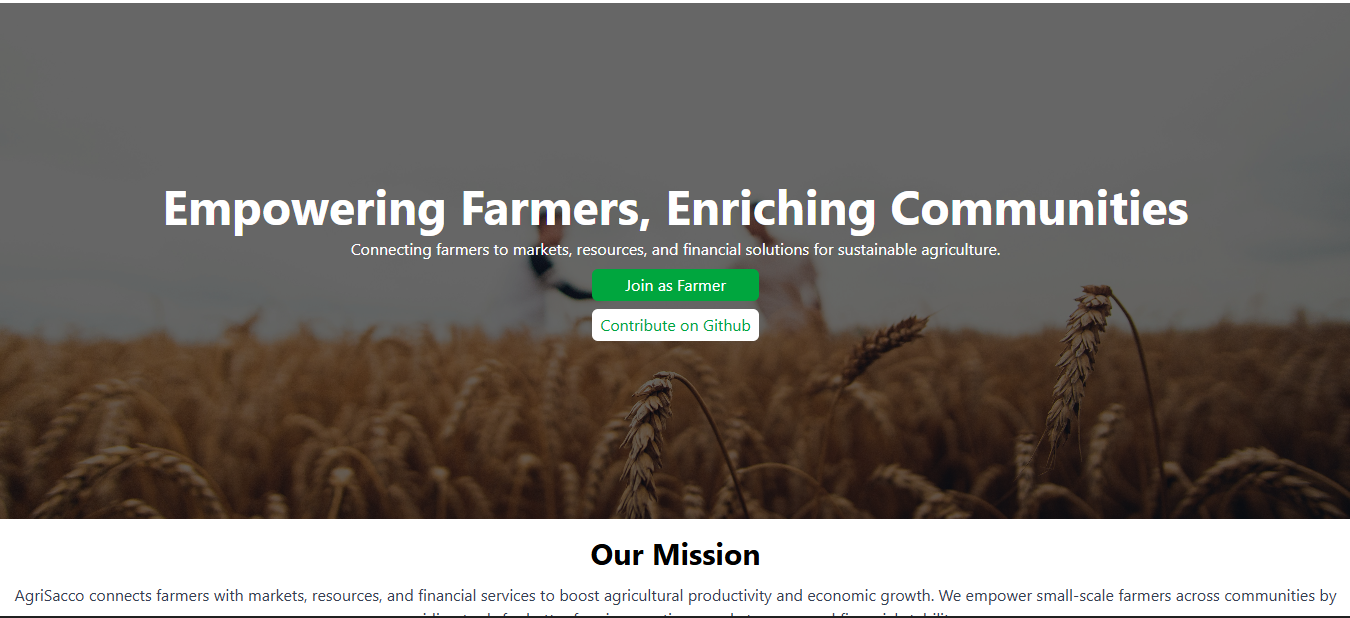 Empowering Farmers, Enriching Communities
Connecting farmers to markets, resources, and financial solutions for sustainable agriculture.
Join as Farmer
Contribute on Github
Our Mission
AgriSacco connects farmers with markets, resources, and financial services to boost agricultural productivity and economic growth. We empower small-scale farmers across communities by